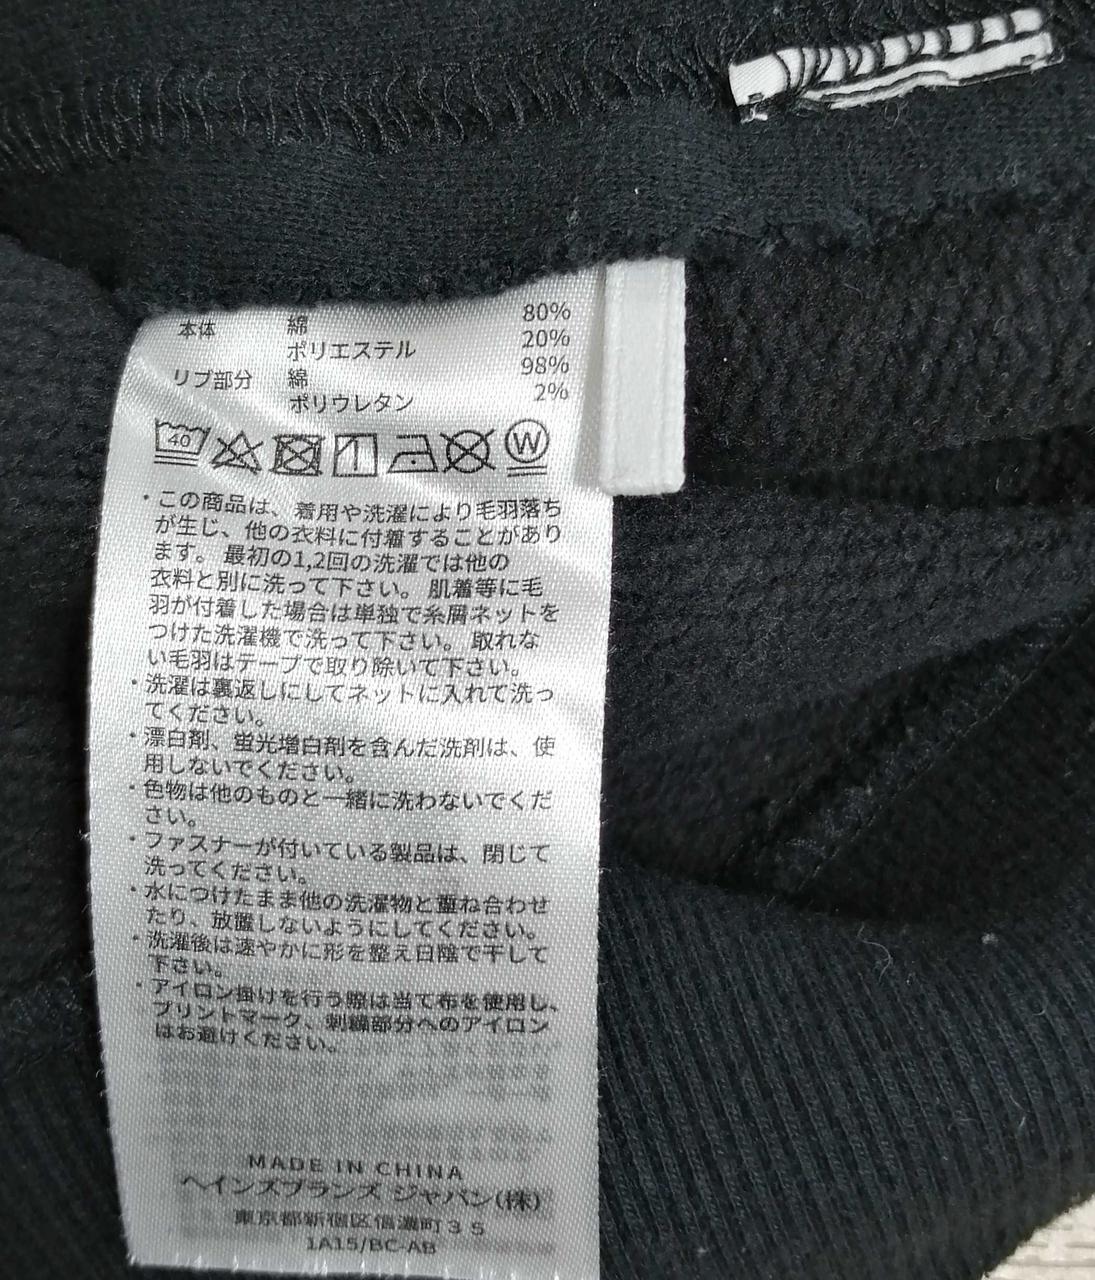 本体 綿 80%
ポリエステル 20%
リブ部分 綿 98%
ポリウレタン 2%
40 W
・この商品は、着用や洗濯により毛羽落ち
が生じ、他の衣料に付着することがあり
ます。 最初の1,2回の洗濯では他の
衣料と別に洗って下さい。 肌着等に毛
羽が付着した場合は単独で糸屑ネットを
つけた洗濯機で洗って下さい。 取れな
い毛羽はテープで取り除いて下さい。
・洗濯は裏返しにしてネットに入れて洗っ
てください。
・漂白剤、蛍光増白剤を含んだ洗剤は、使
用しないでください。
・色物は他のものと一緒に洗わないでくだ
さい。
・ファスナーが付いている製品は、閉じて
洗ってください。
・水につけたまま他の洗濯物と重ね合わせ
たり、放置しないようにしてください。
・洗濯後は速やかに形を整え日陰で干して
下さい。
・アイロン掛けを行う際は当て布を使用し、
プリントマーク、刺繍部分へのアイロン
はお避けください。
MADE IN CHINA
ヘインズブランズ ジャパン(株)
東京都新宿区信濃町35
1A15/BC-AB